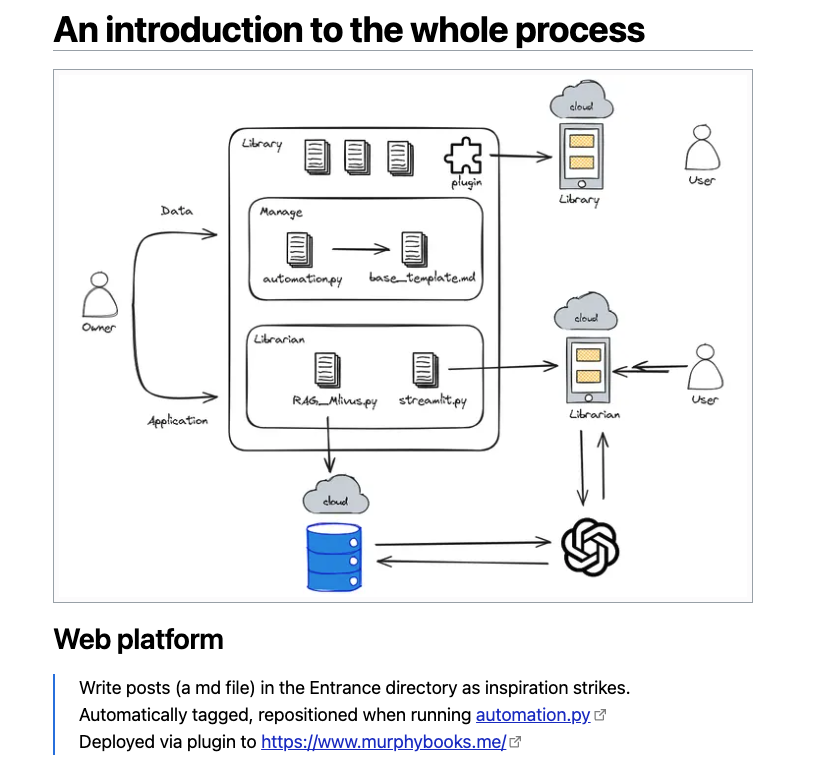 An introduction to the whole process
cloud
Library
plugin
Library
User
Data
Manage
automation.py
base_template.md
Owner
cloud
Librarian
RAG_Mlivus.py
streamlit.py
Librarian
User
Application
cloud
Web platform
Write posts (a md file) in the Entrance directory as inspiration strikes.
Automatically tagged, repositioned when running automation.py
Deployed via plugin to https://www.murphybooks.me/